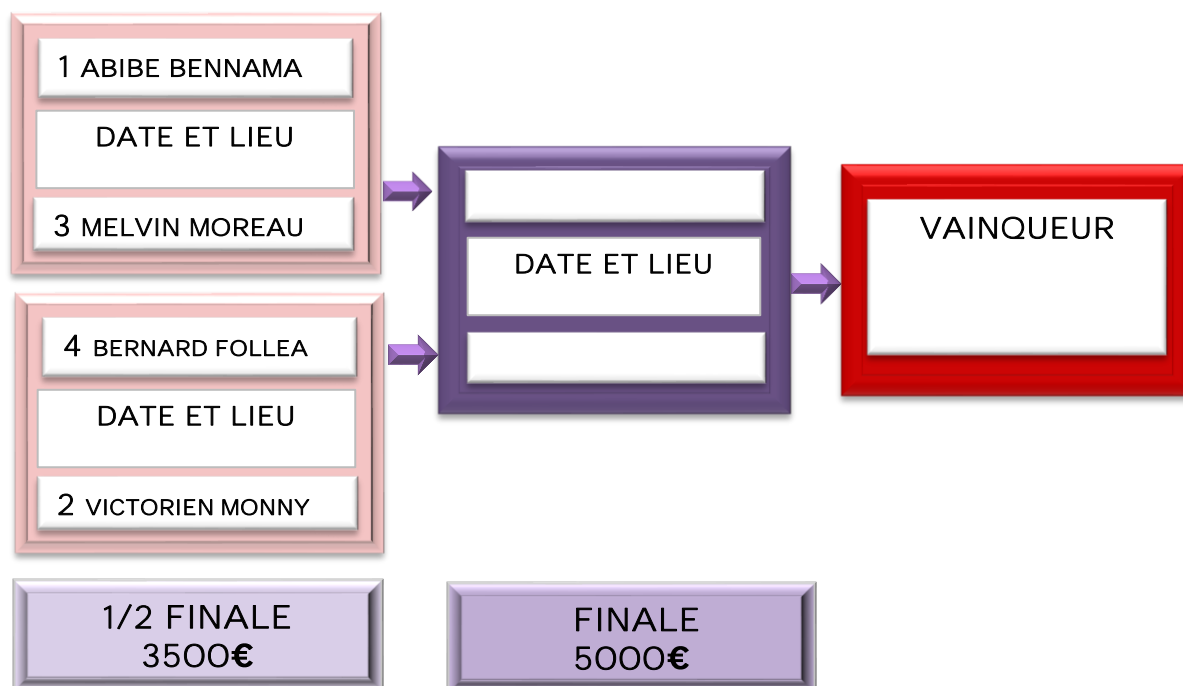 1 ABIBE BENNAMA
DATE ET LIEU
3 MELVIN MOREAU
4 BERNARD FOLLEA
DATE ET LIEU
2 VICTORIEN MONNY
1/2 FINALE
3500€
DATE ET LIEU
FINALE
5000€
VAINQUEUR